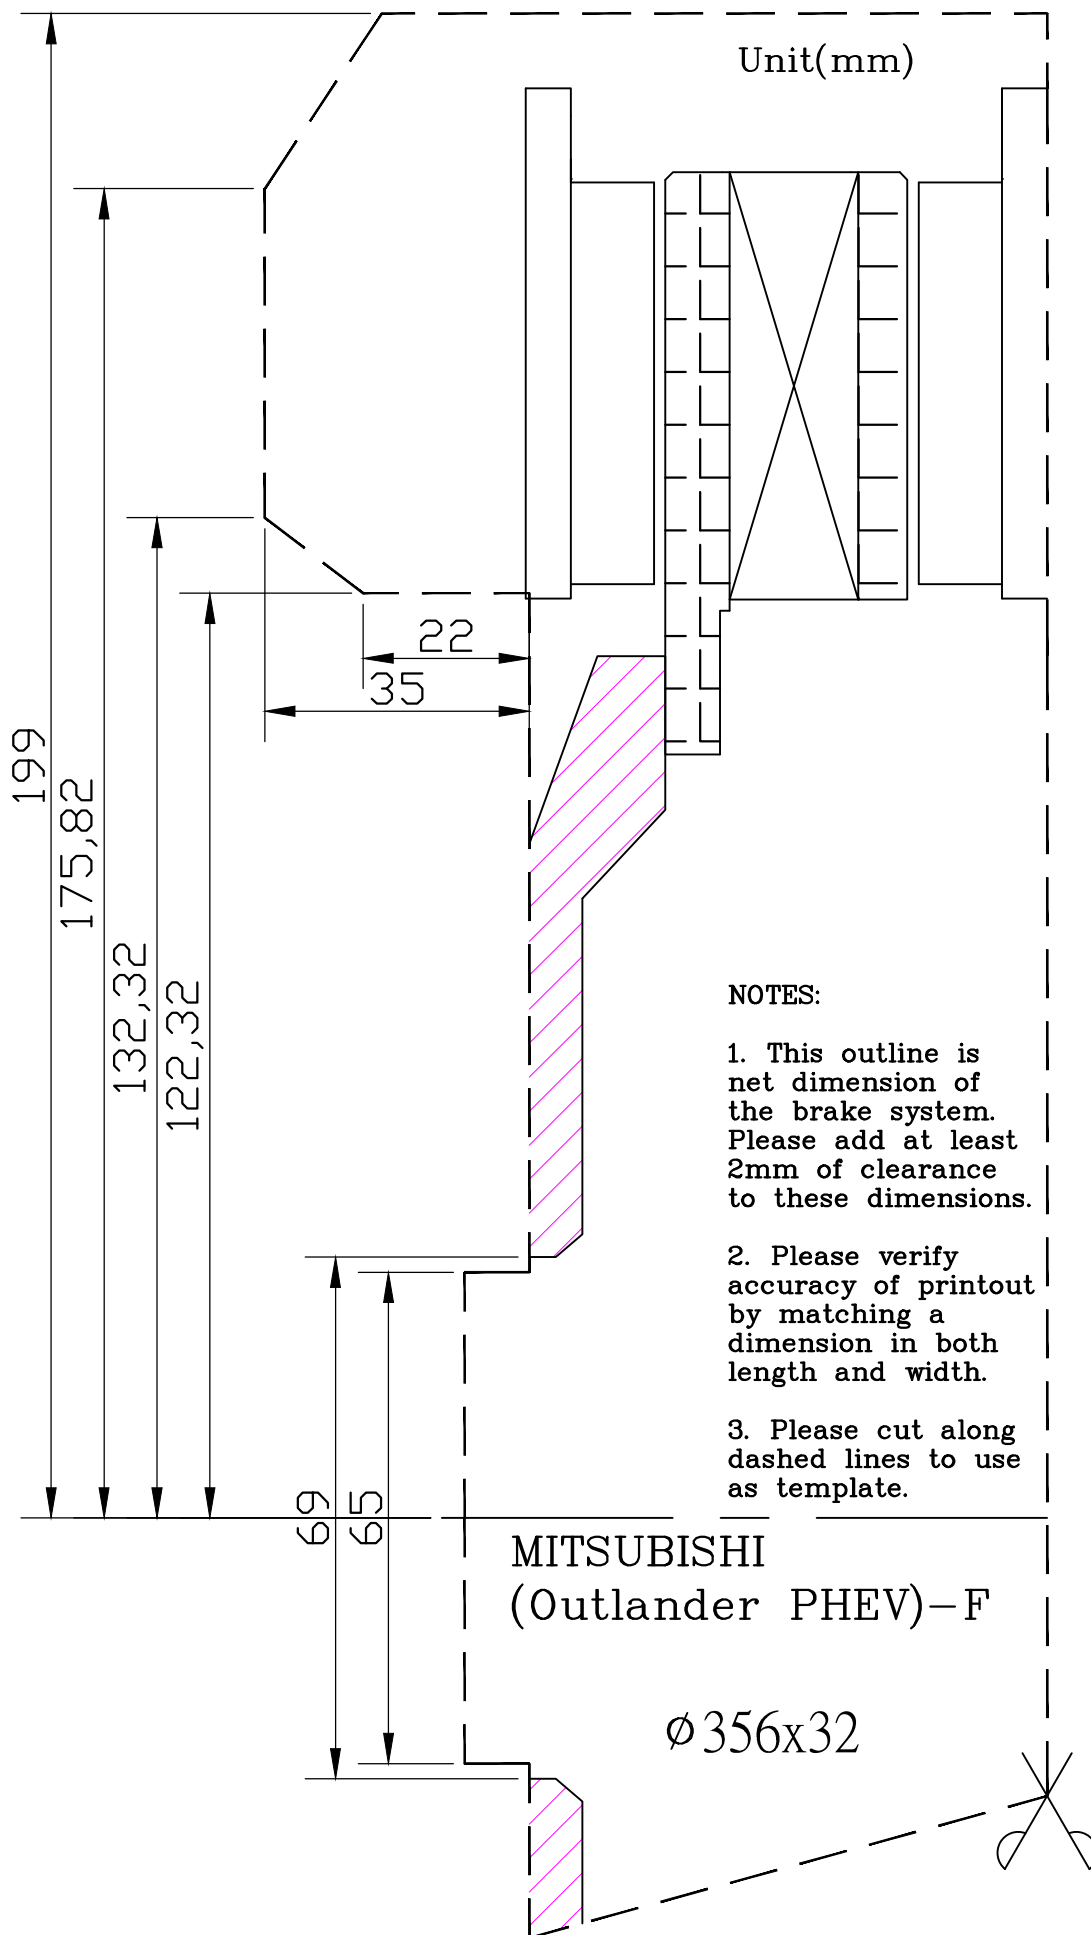 Unit(mm)
22
35
199
175,82
132,32
122,32
NOTES:
1. This outline is
net dimension of
the brake system.
Please add at least
2mm of clearance
to these dimensions.
2. Please verify
accuracy of printout
by matching a
dimension in both
length and width.
3. Please cut along
dashed lines to use
as template.
69
65
MITSUBISHI
(Outlander PHEV)-F
Ø356x32